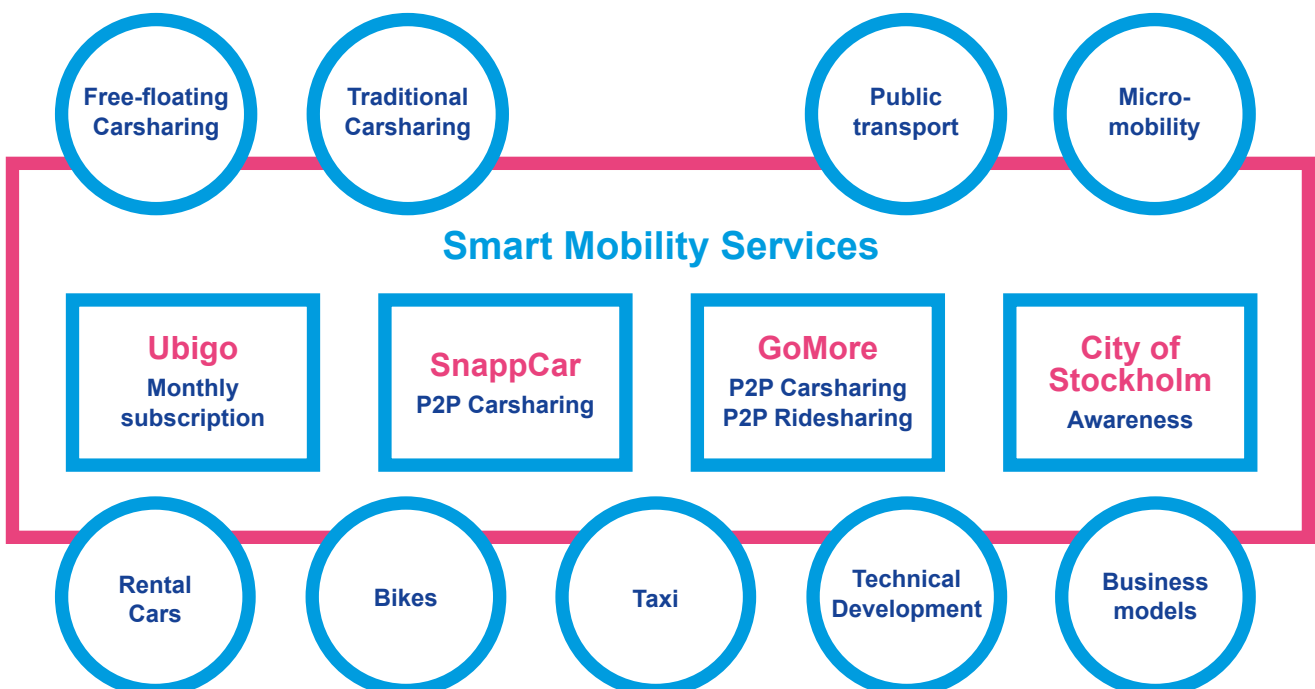 Free-floating
Carsharing
Traditional
Carsharing
Public
transport
Micro-
mobility
Smart Mobility Services
Ubigo
Monthly
subscription
SnappCar
P2P Carsharing
GoMore
P2P Carsharing
P2P Ridesharing
City of
Stockholm
Awareness
Rental
Cars
Bikes
Taxi
Technical
Development
Business
models